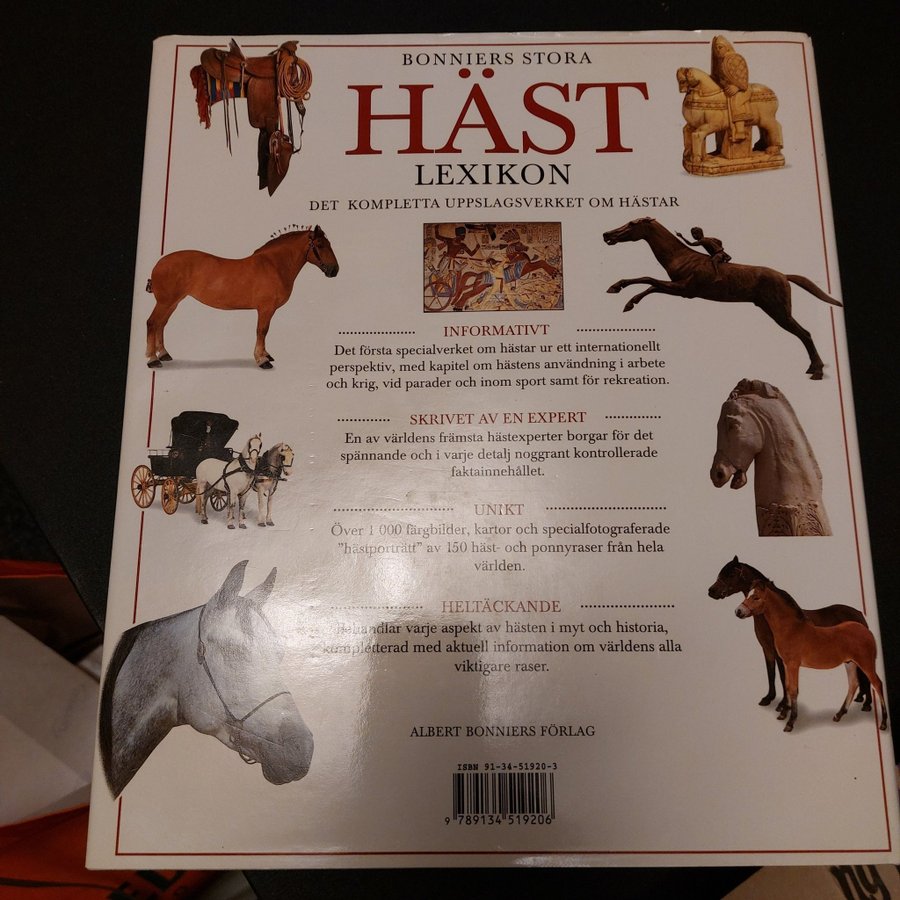 BONNIERS STORA
HÄST
LEXIKON
DET KOMPLETTA UPPSLAGSVERKET OM HÄSTAR
INFORMATIVT
Det första specialverket om hästar ur ett internationellt
perspektiv, med kapitel om hästens användning i arbete
och krig, vid parader och inom sport samt för rekreation.
SKRIVET AV EN EXPERT
En av världens främsta hästexperter borgar för det
spännande och i varje detalj noggrant kontrollerade
faktainnehållet.
UNIKT
Över 1 000 färgbilder, kartor och specialfotograferade
”hästporträtt” av 150 häst- och ponnyraser från hela
världen.
HELTÄCKANDE
Behandlar varje aspekt av hästen i myt och historia,
kompletterad med aktuell information om världens alla
viktigare raser.
ALBERT BONNIERS FÖRLAG
ISBN 91-34-51920-3
9 789134 519206
ny